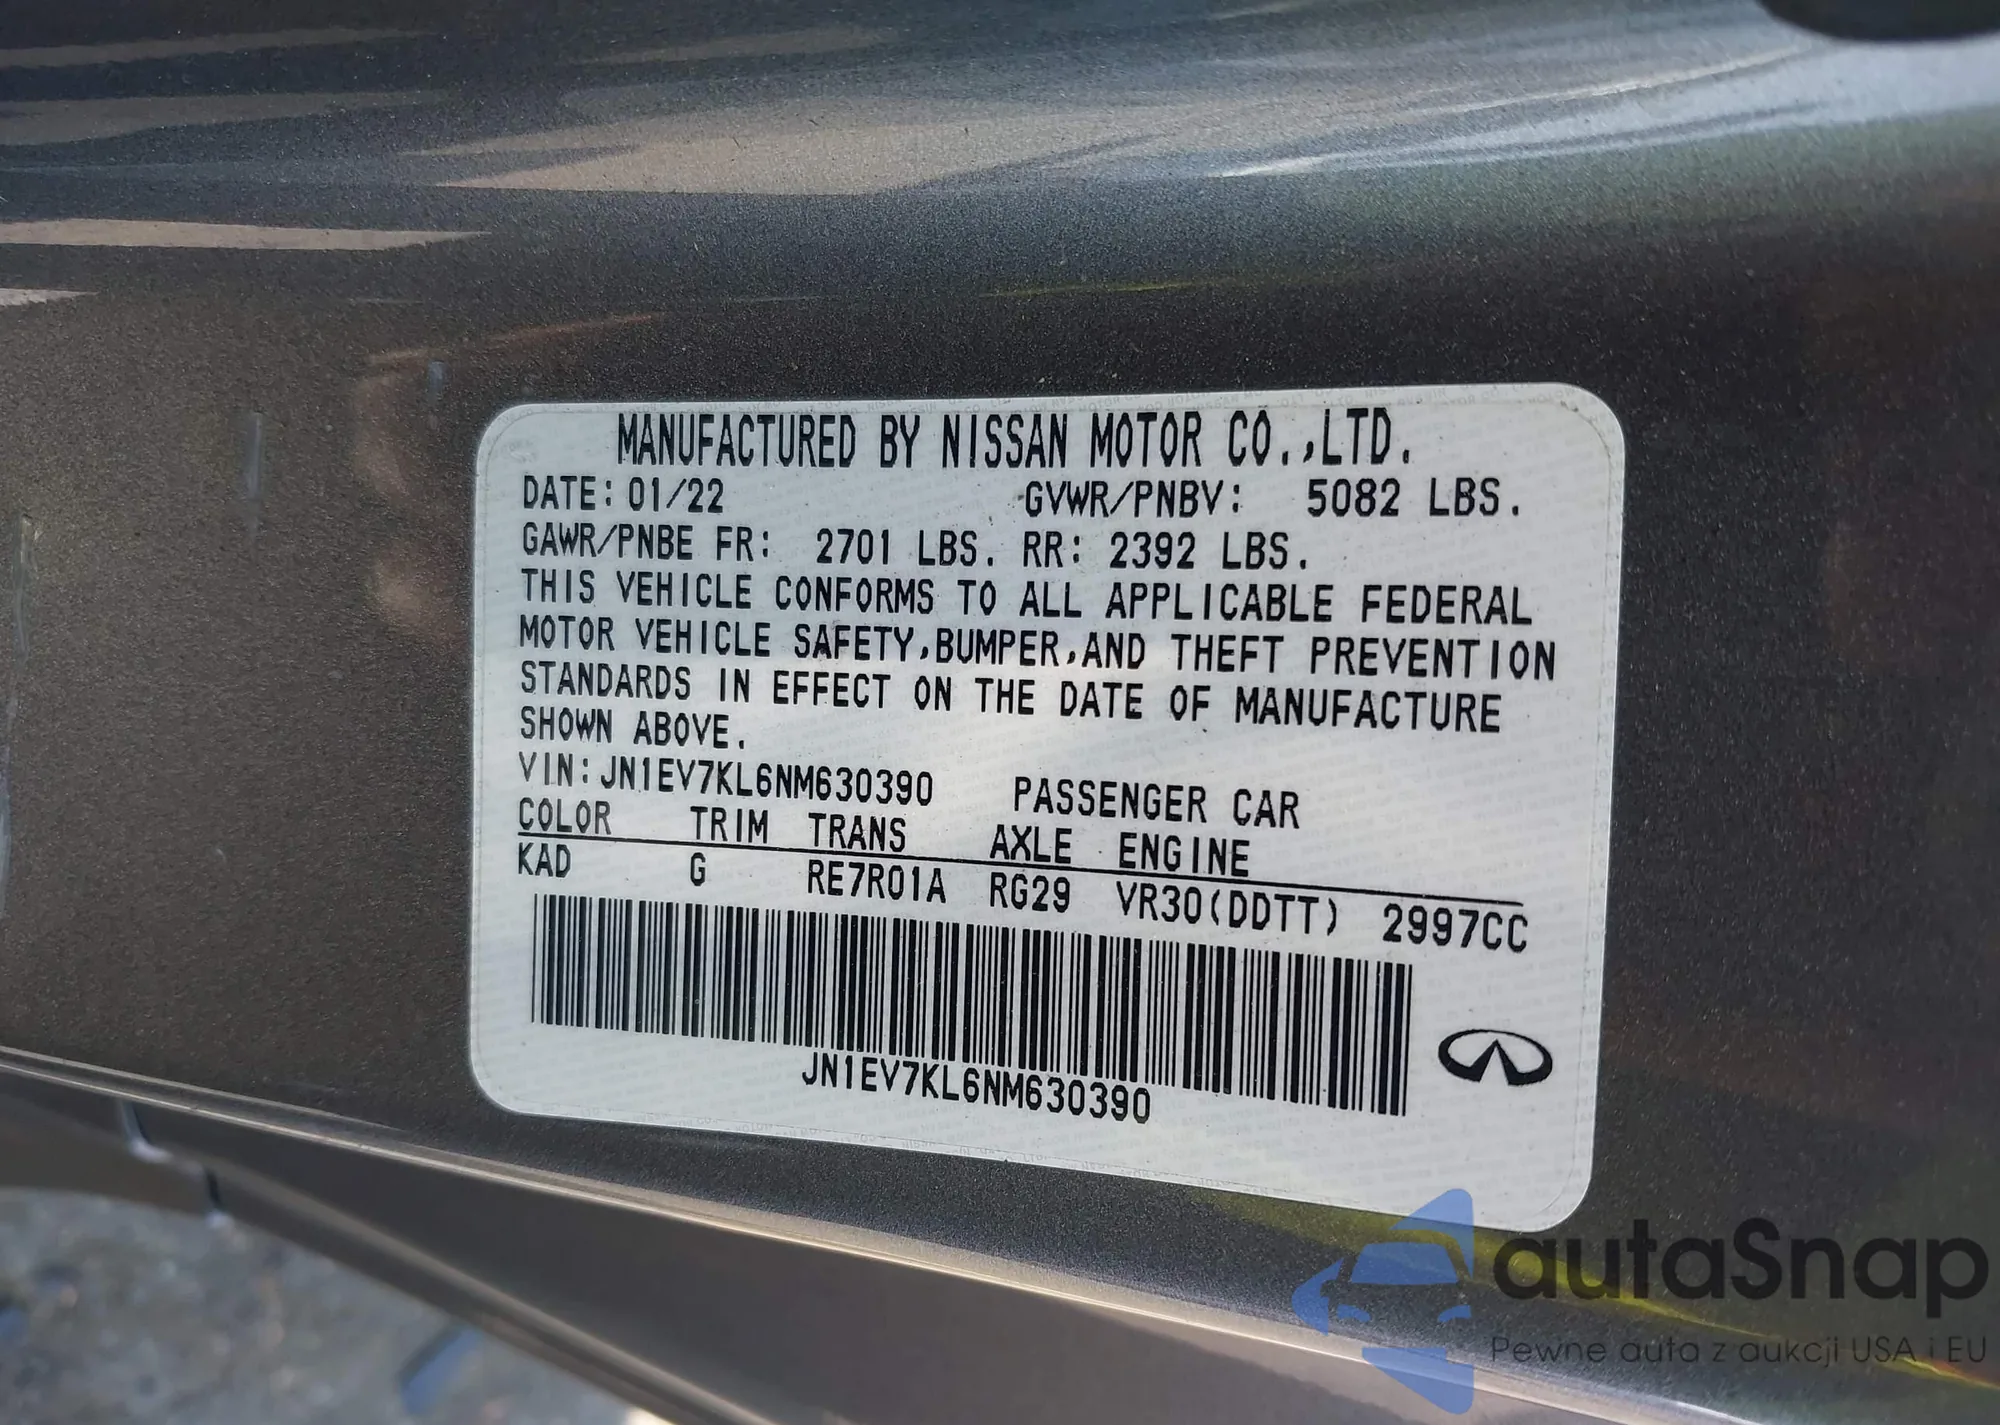 MANUFACTURED BY NISSAN MOTOR CO.,LTD.
DATE: 01/22 GVWR/PNBV: 5082 LBS.
GAWR/PNBE FR: 2701 LBS. RR: 2392 LBS.
THIS VEHICLE CONFORMS TO ALL APPLICABLE FEDERAL
MOTOR VEHICLE SAFETY,BUMPER,AND THEFT PREVENTION
STANDARDS IN EFFECT ON THE DATE OF MANUFACTURE
SHOWN ABOVE.
VIN: JN1EV7KL6NM630390 PASSENGER CAR
COLOR TRIM TRANS AXLE ENGINE
KAD G RE7R01A RG29 VR30(DDTT) 2997CC
JN1EV7KL6NM630390
autaSnap
Pewne auta z aukcji USA i EU